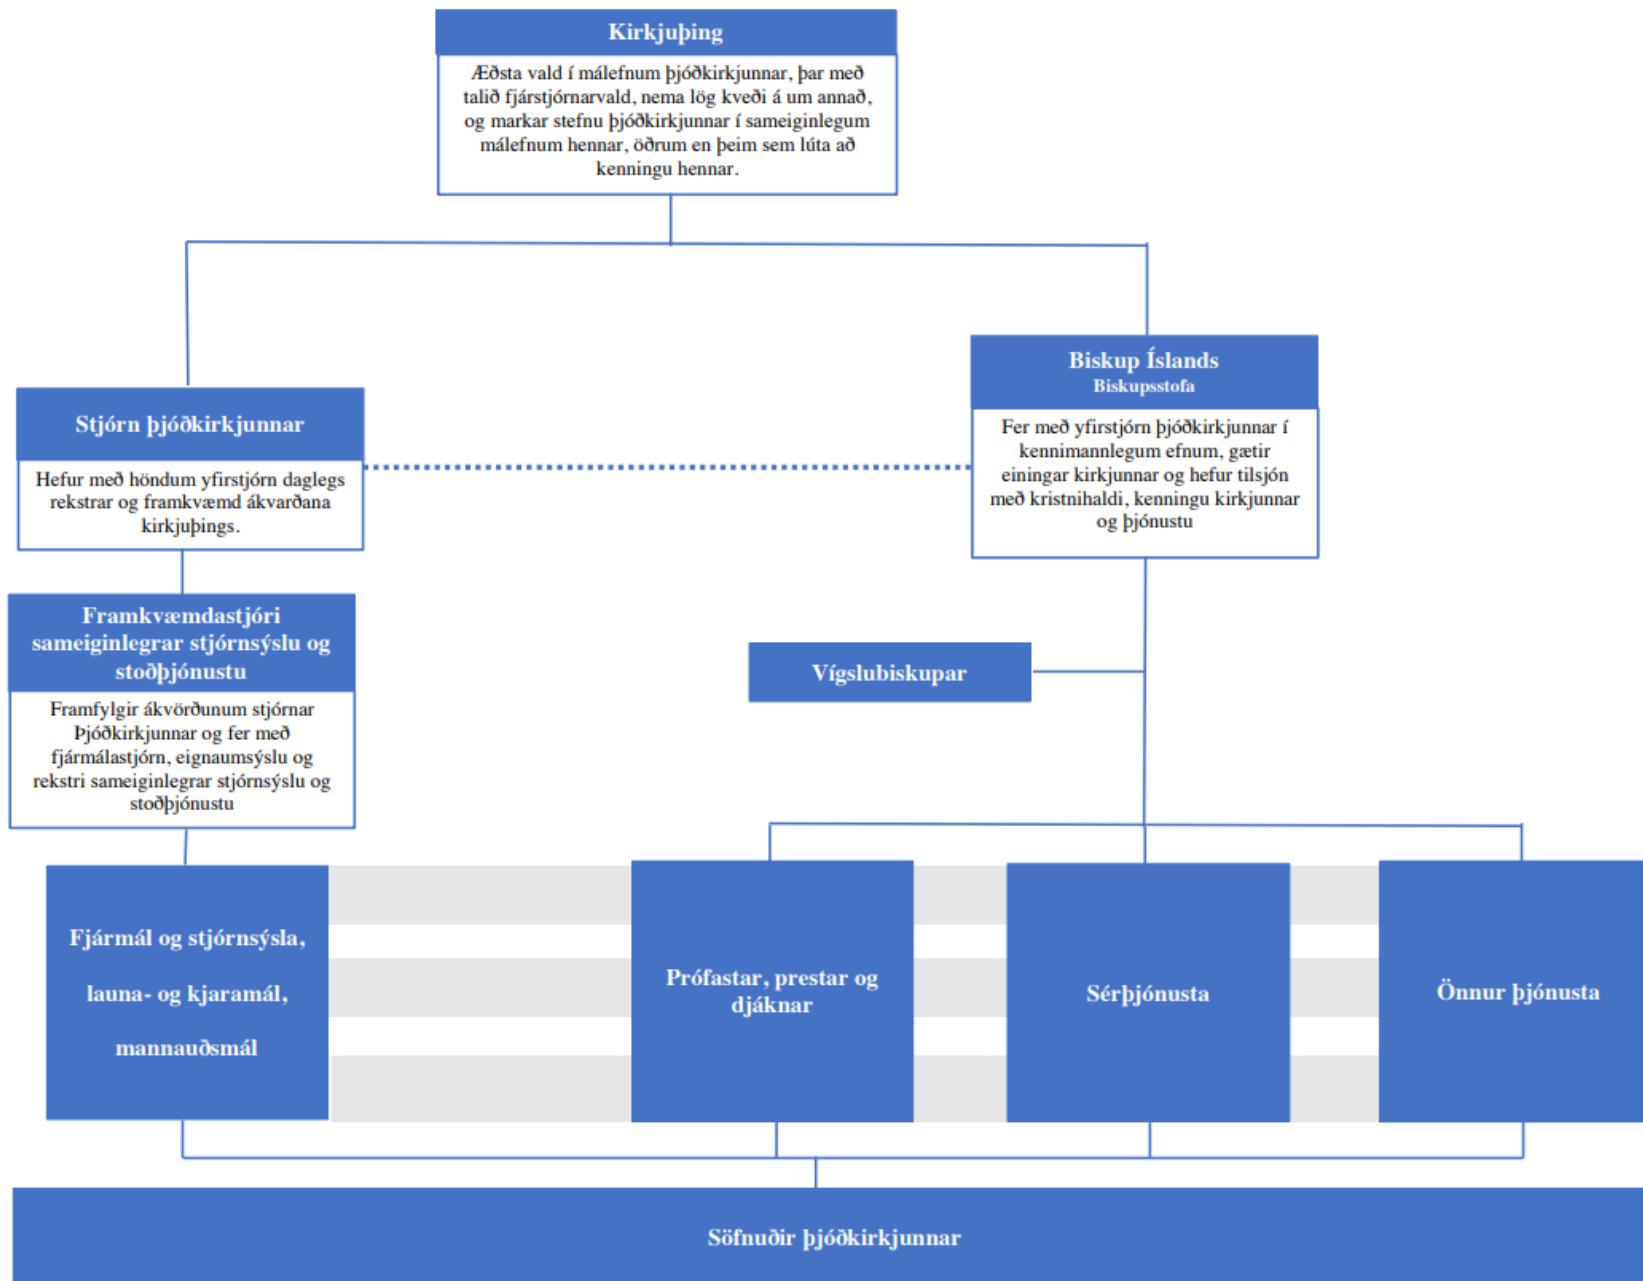 Kirkjuþing
Æðsta vald í málefnum þjóðkirkjunnar, þar með
talið fjárstjórnarvald, nema lög kveði á um annað,
og markar stefnu þjóðkirkjunnar í sameiginlegum
málefnum hennar, öðrum en þeim sem lúta að
kenningu hennar.
Biskup Íslands
Biskupsstofa
Fer með yfirstjórn þjóðkirkjunnar í
kennimannlegum efnum, gætir
einingar kirkjunnar og hefur tilsjón
með kristnihaldi, kenningu kirkjunnar
og þjónustu
Stjórn þjóðkirkjunnar
Hefur með höndum yfirstjórn daglegs
rekstrar og framkvæmd ákvarðana
kirkjuþings.
Framkvæmdastjóri
sameiginlegrar stjórnsýslu og
stoðþjónustu
Framfylgir ákvörðunum stjórnar
Þjóðkirkjunnar og fer með
fjármálastjórn, eignaumsýslu og
rekstri sameiginlegrar stjórnsýslu og
stoðþjónustu
Vígslubiskupar
Fjármál og stjórnsýsla,
launa- og kjaramál,
mannauðsmál
Prófastar, prestar og
djáknar
Sérþjónusta
Önnur þjónusta
Söfnuðir þjóðkirkjunnar